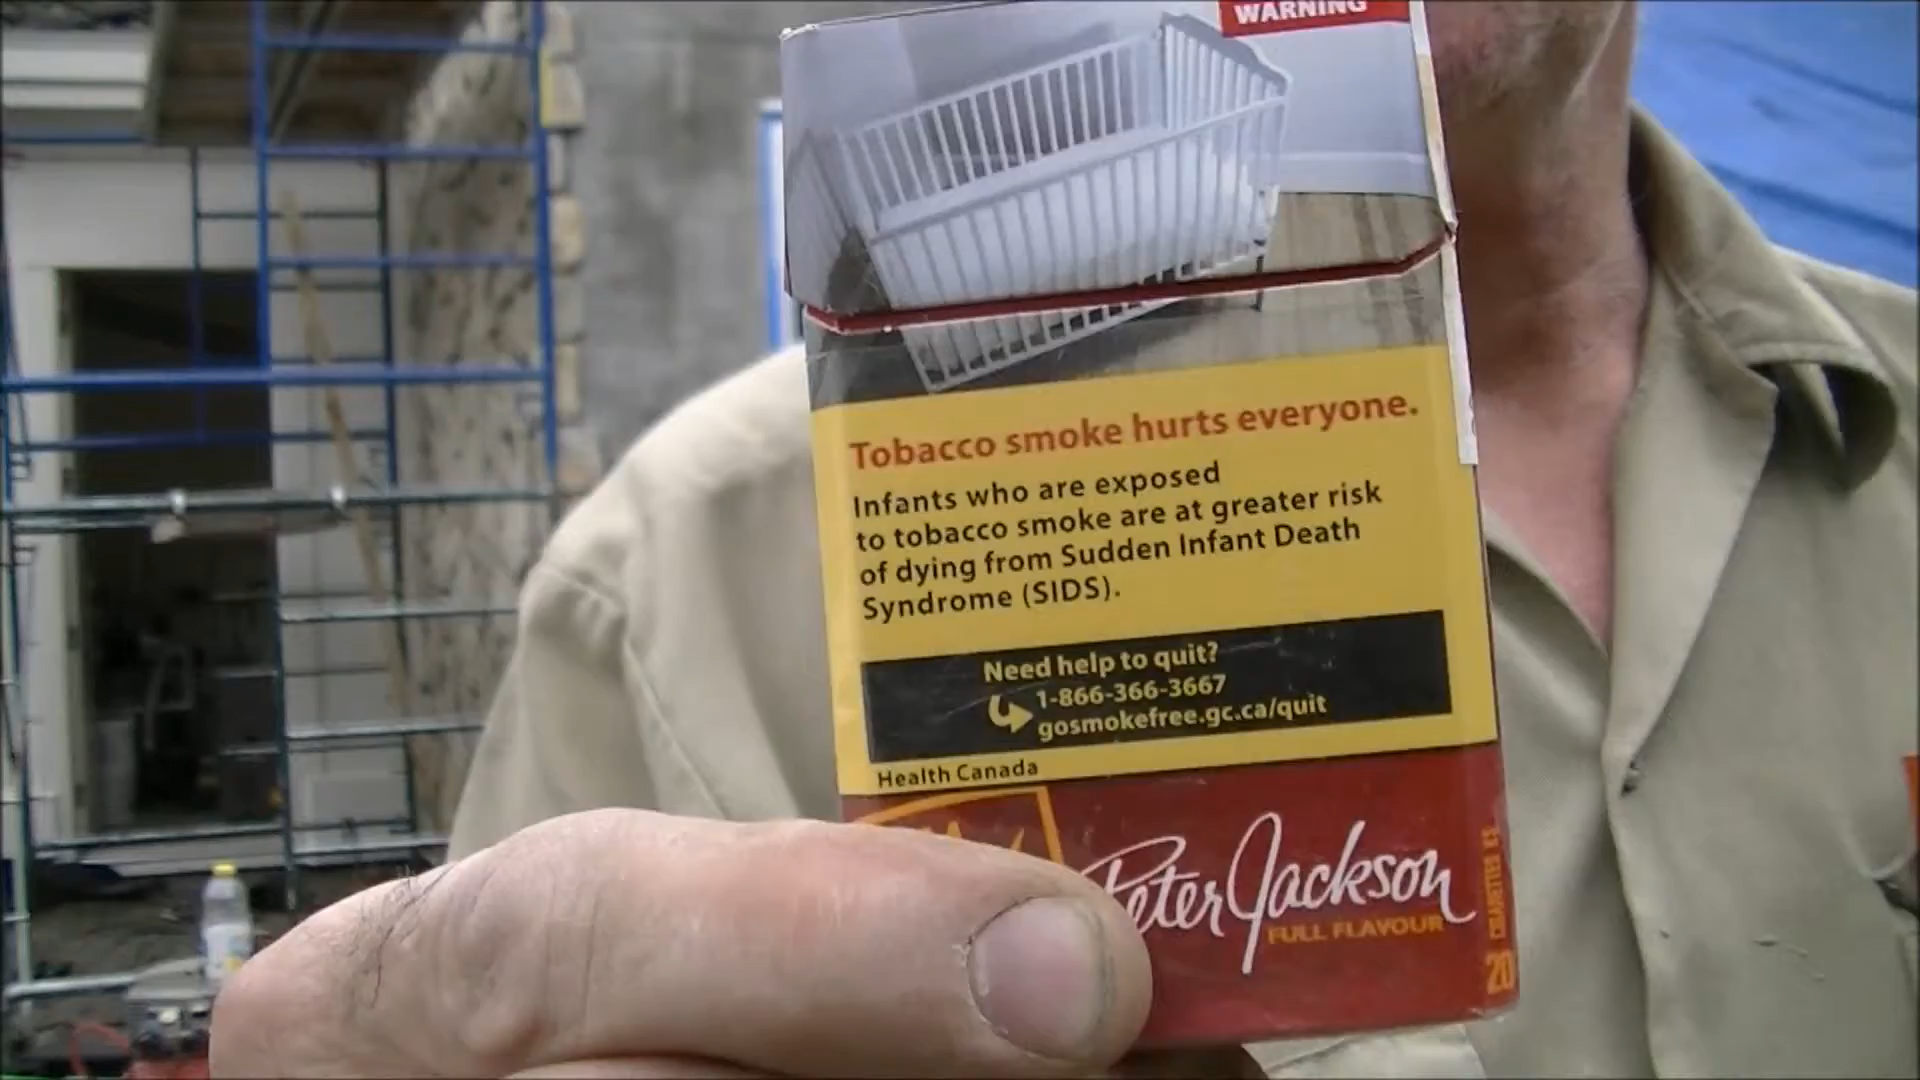 WARNING
Tobacco smoke hurts everyone.
Infants who are exposed
to tobacco smoke are at greater risk
of dying from Sudden Infant Death
Syndrome (SIDS).
Need help to quit?
1-866-366-3667
gosmokefree.gc.ca/quit
Health Canada
Peter Jackson
FULL FLAVOUR
20